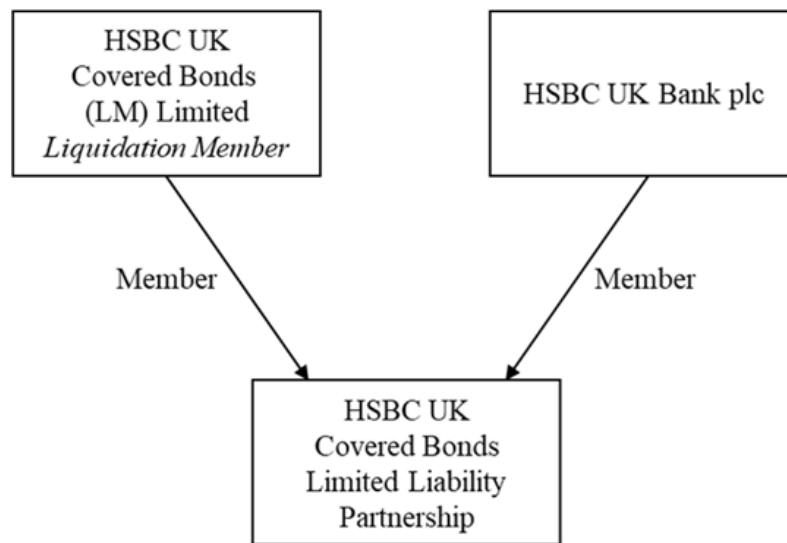 HSBC UK
Covered Bonds
(LM) Limited
Liquidation Member
HSBC UK Bank plc
Member
Member
HSBC UK
Covered Bonds
Limited Liability
Partnership